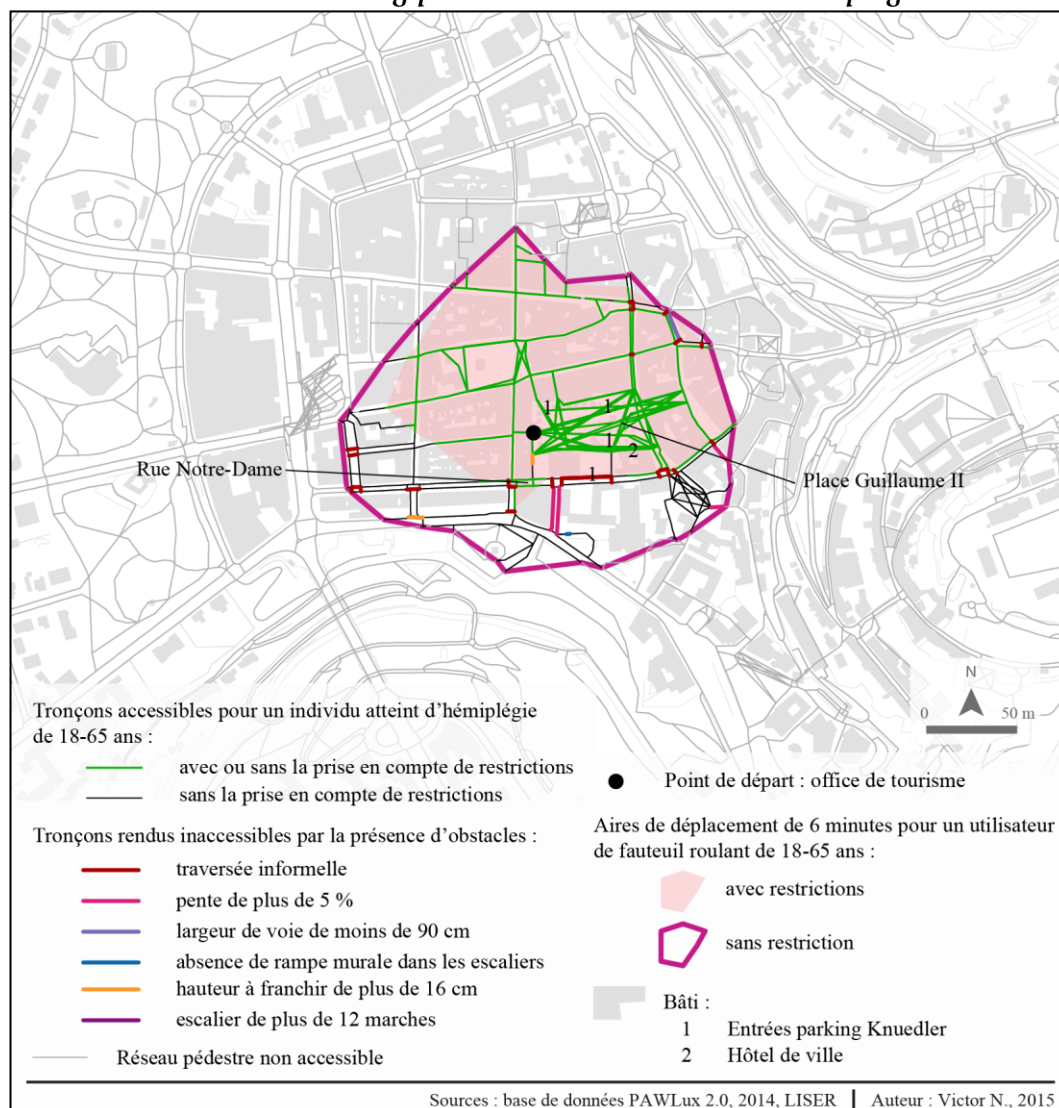 Rue Notre-Dame
1
1
1
2
1
Place Guillaume II
N
0 50 m
Tronçons accessibles pour un individu atteint d’hémiplégie
de 18-65 ans :
avec ou sans la prise en compte de restrictions
sans la prise en compte de restrictions
Tronçons rendus inaccessibles par la présence d’obstacles :
traversée informelle
pente de plus de 5 %
largeur de voie de moins de 90 cm
absence de rampe murale dans les escaliers
hauteur à franchir de plus de 16 cm
escalier de plus de 12 marches
Réseau pédestre non accessible
Point de départ : office de tourisme
Aires de déplacement de 6 minutes pour un utilisateur
de fauteuil roulant de 18-65 ans :
avec restrictions
sans restriction
Bâti :
1 Entrées parking Knuedler
2 Hôtel de ville
Sources : base de données PAWLux 2.0, 2014, LISER | Auteur : Victor N., 2015